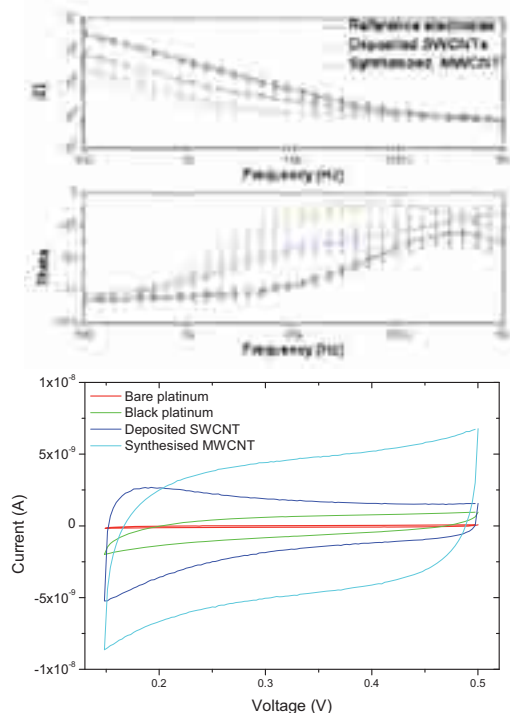 Reference electrodes
Deposited SWCNTs
Synthesised MWCNT
|Z|
Frequency [Hz]
Theta
Frequency [Hz]
1x10⁻⁸
Bare platinum
Black platinum
Deposited SWCNT
Synthesised MWCNT
5x10⁻⁹
0
-5x10⁻⁹
-1x10⁻⁸
Current (A)
0.2
0.3
0.4
0.5
Voltage (V)